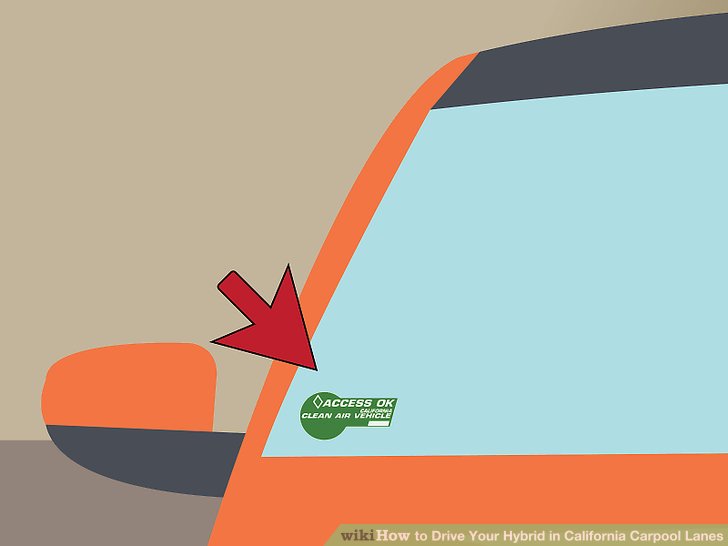 ACCESS OK
CALIFORNIA
CLEAN AIR VEHICLE
wikiHow to Drive Your Hybrid in California Carpool Lanes